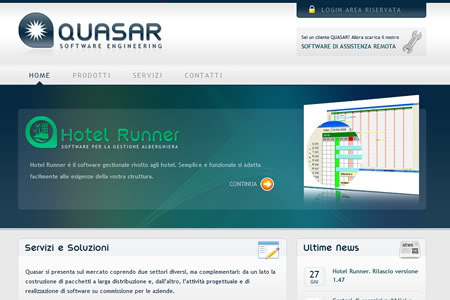 QUASAR
SOFTWARE ENGINEERING
LOGIN AREA RISERVATA
Sei un cliente QUASAR? Allora scarica il nostro
SOFTWARE DI ASSISTENZA REMOTA
HOME PRODOTTI SERVIZI CONTATTI
Hotel Runner
SOFTWARE PER LA GESTIONE ALBERGHIERA
Hotel Runner è il software gestionale rivolto agli hotel. Semplice e funzionale si adatta
facilmente alle esigenze della vostra struttura.
CONTINUA
Servizi e Soluzioni
Quasar si presenta sul mercato coprendo due settori diversi, ma complementari: da un lato la
costituzione di pacchetti a larga distribuzione e, dall'altro, l'attività progettuale e di
realizzazione di software su commissione per le aziende.
Ultime news
27
GIU
Hotel Runner. Rilascio versione
1.47